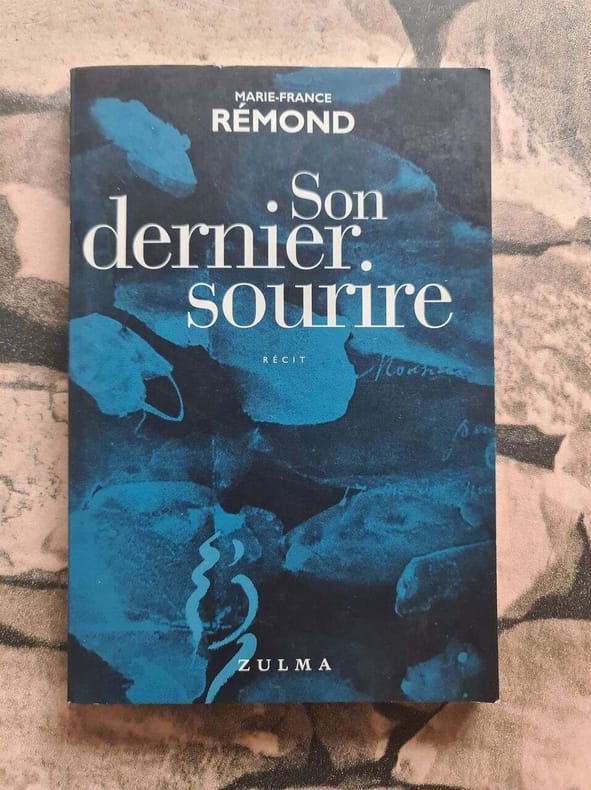 MARIE-FRANCE
RÉMOND
Son
dernier
sourire
RÉCIT
ZULMA